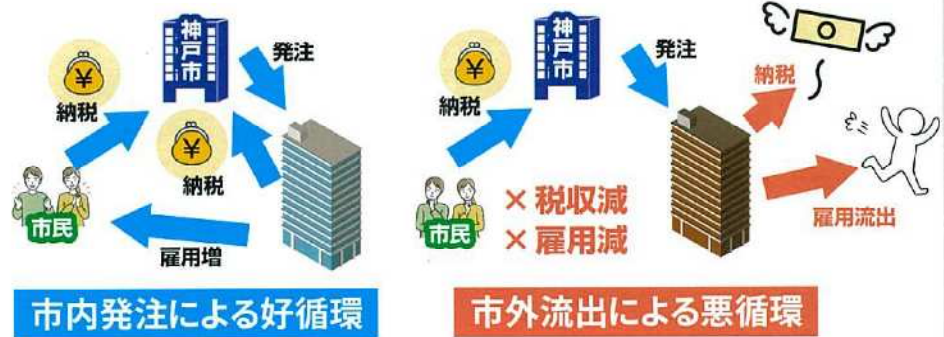 神戸市
発注
¥
納税
¥
納税
市民
雇用増
市内発注による好循環
神戸市
発注
¥
納税
納税
市民
×税収減
×雇用減
雇用流出
市外流出による悪循環